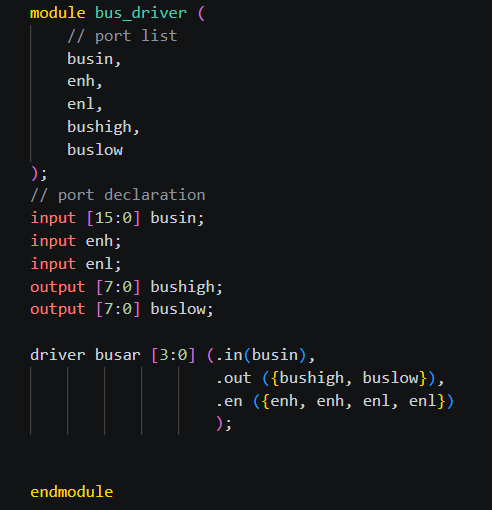 module bus_driver (
    // port list
    busin,
    enh,
    enl,
    bushigh,
    buslow
);
// port declaration
input [15:0] busin;
input enh;
input enl;
output [7:0] bushigh;
output [7:0] buslow;

driver busar [3:0] (.in(busin),
                    .out ({bushigh, buslow}),
                    .en ({enh, enh, enl, enl})
                    );


endmodule